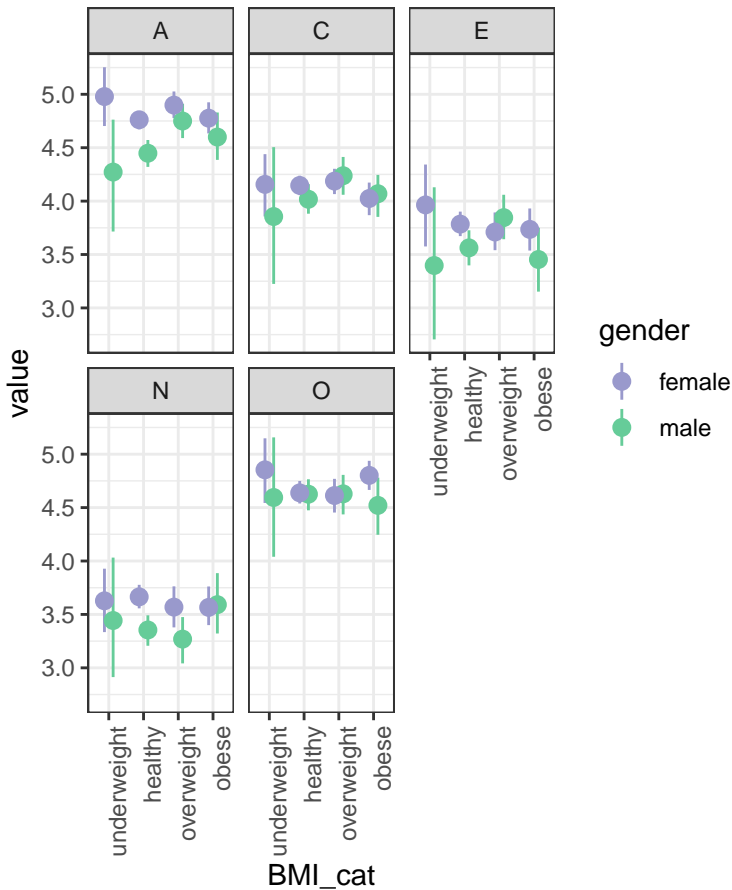 A C E
5.0
4.5
4.0
3.5
3.0
value
underweight
healthy
overweight
obese
gender
female
male
N O
5.0
4.5
4.0
3.5
3.0
underweight
healthy
overweight
obese
underweight
healthy
overweight
obese
BMI_cat